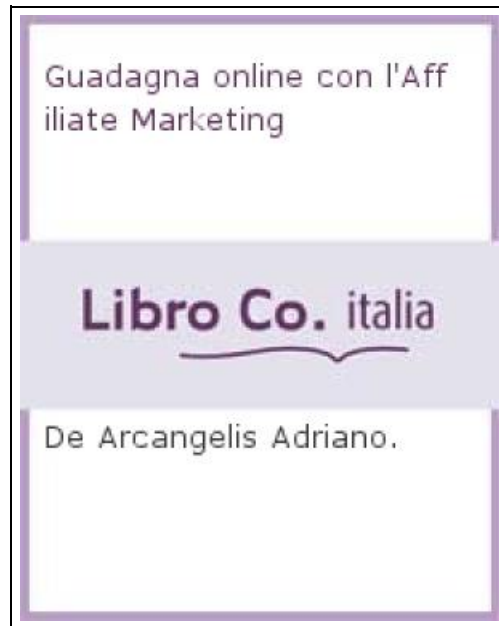 Guadagna online con l'Aff
iliate Marketing
Libro Co. italia
De Arcangelis Adriano.